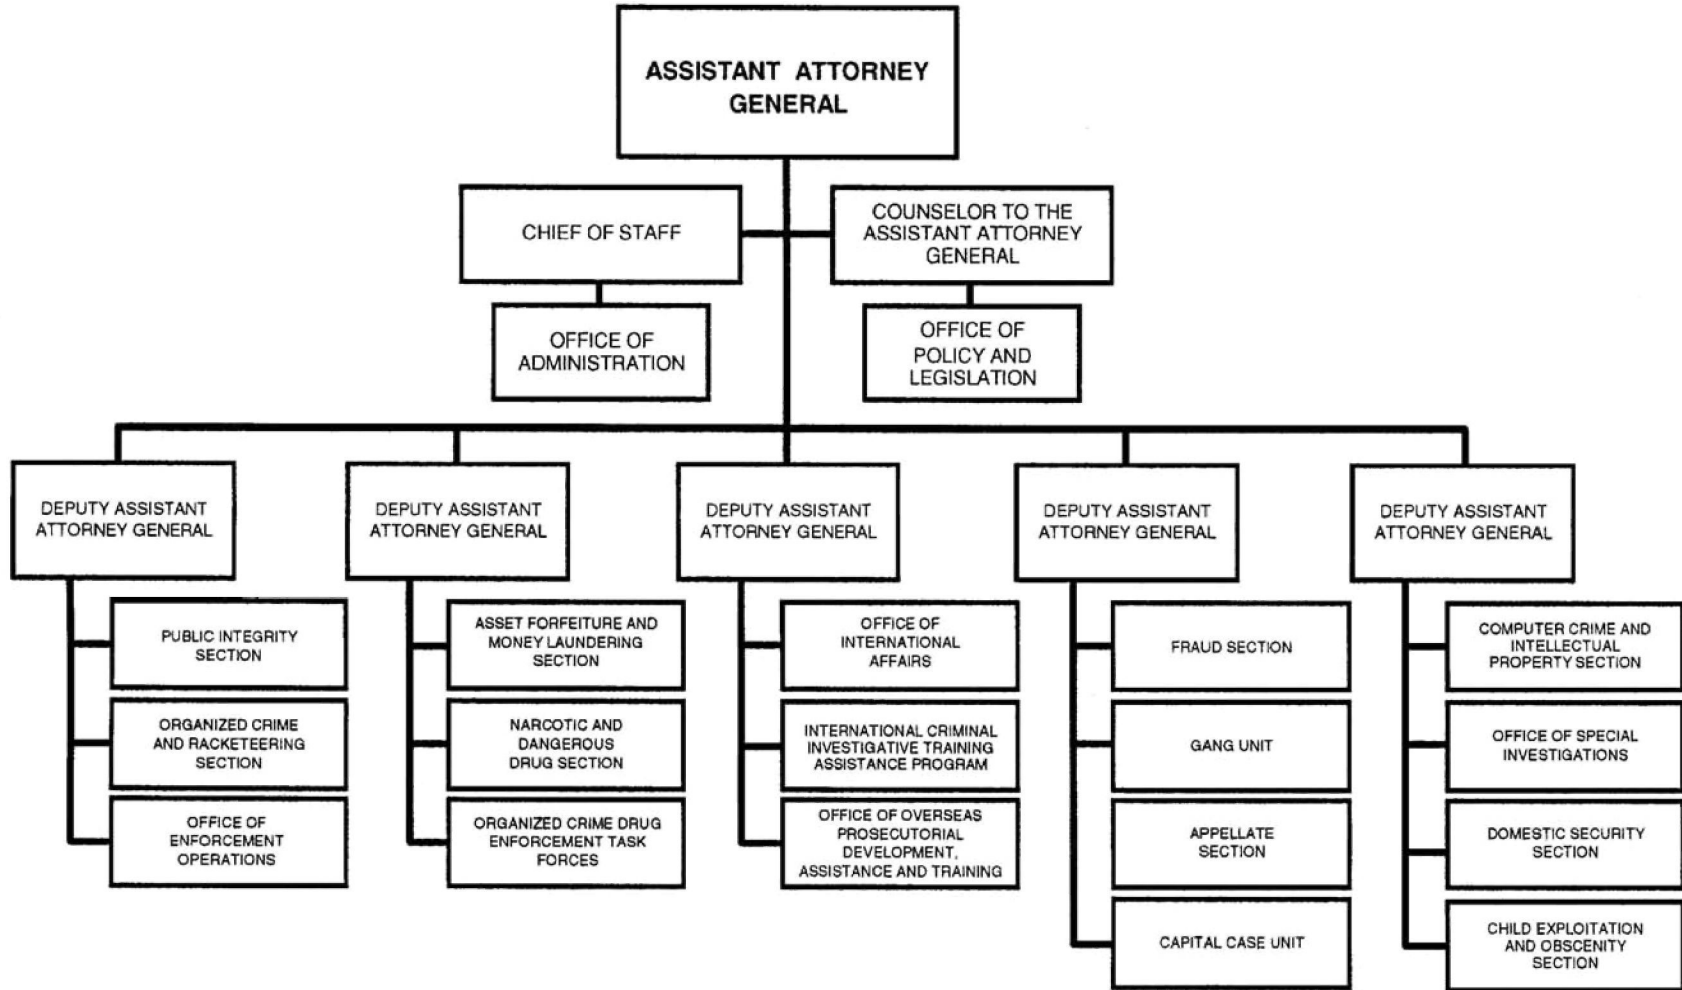 ASSISTANT ATTORNEY
GENERAL
CHIEF OF STAFF
COUNSELOR TO THE
ASSISTANT ATTORNEY
GENERAL
OFFICE OF
ADMINISTRATION
OFFICE OF
POLICY AND
LEGISLATION
DEPUTY ASSISTANT
ATTORNEY GENERAL
PUBLIC INTEGRITY
SECTION
ORGANIZED CRIME
AND RACKETEERING
SECTION
OFFICE OF
ENFORCEMENT
OPERATIONS
DEPUTY ASSISTANT
ATTORNEY GENERAL
ASSET FORFEITURE AND
MONEY LAUNDERING
SECTION
NARCOTIC AND
DANGEROUS
DRUG SECTION
ORGANIZED CRIME DRUG
ENFORCEMENT TASK
FORCES
DEPUTY ASSISTANT
ATTORNEY GENERAL
OFFICE OF
INTERNATIONAL
AFFAIRS
INTERNATIONAL CRIMINAL
INVESTIGATIVE TRAINING
ASSISTANCE PROGRAM
OFFICE OF OVERSEAS
PROSECUTORIAL
DEVELOPMENT,
ASSISTANCE AND TRAINING
DEPUTY ASSISTANT
ATTORNEY GENERAL
FRAUD SECTION
GANG UNIT
APPELLATE
SECTION
CAPITAL CASE UNIT
DEPUTY ASSISTANT
ATTORNEY GENERAL
COMPUTER CRIME AND
INTELLECTUAL
PROPERTY SECTION
OFFICE OF SPECIAL
INVESTIGATIONS
DOMESTIC SECURITY
SECTION
CHILD EXPLOITATION
AND OBSCENITY
SECTION